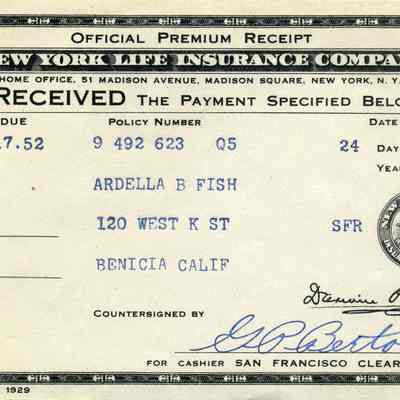 OFFICIAL PREMIUM RECEIPT
NEW YORK LIFE INSURANCE COMPA
HOME OFFICE, 51 MADISON AVENUE, MADISON SQUARE, NEW YORK, N. Y.
RECEIVED THE PAYMENT SPECIFIED BELO
DUE POLICY NUMBER DATE
17.52 9 492 623 Q5 24 DAY
YEA
ARDELLA B FISH
120 WEST K ST SFR
BENICIA CALIF
COUNTERSIGNED BY
FOR CASHIER SAN FRANCISCO CLEAR
1929